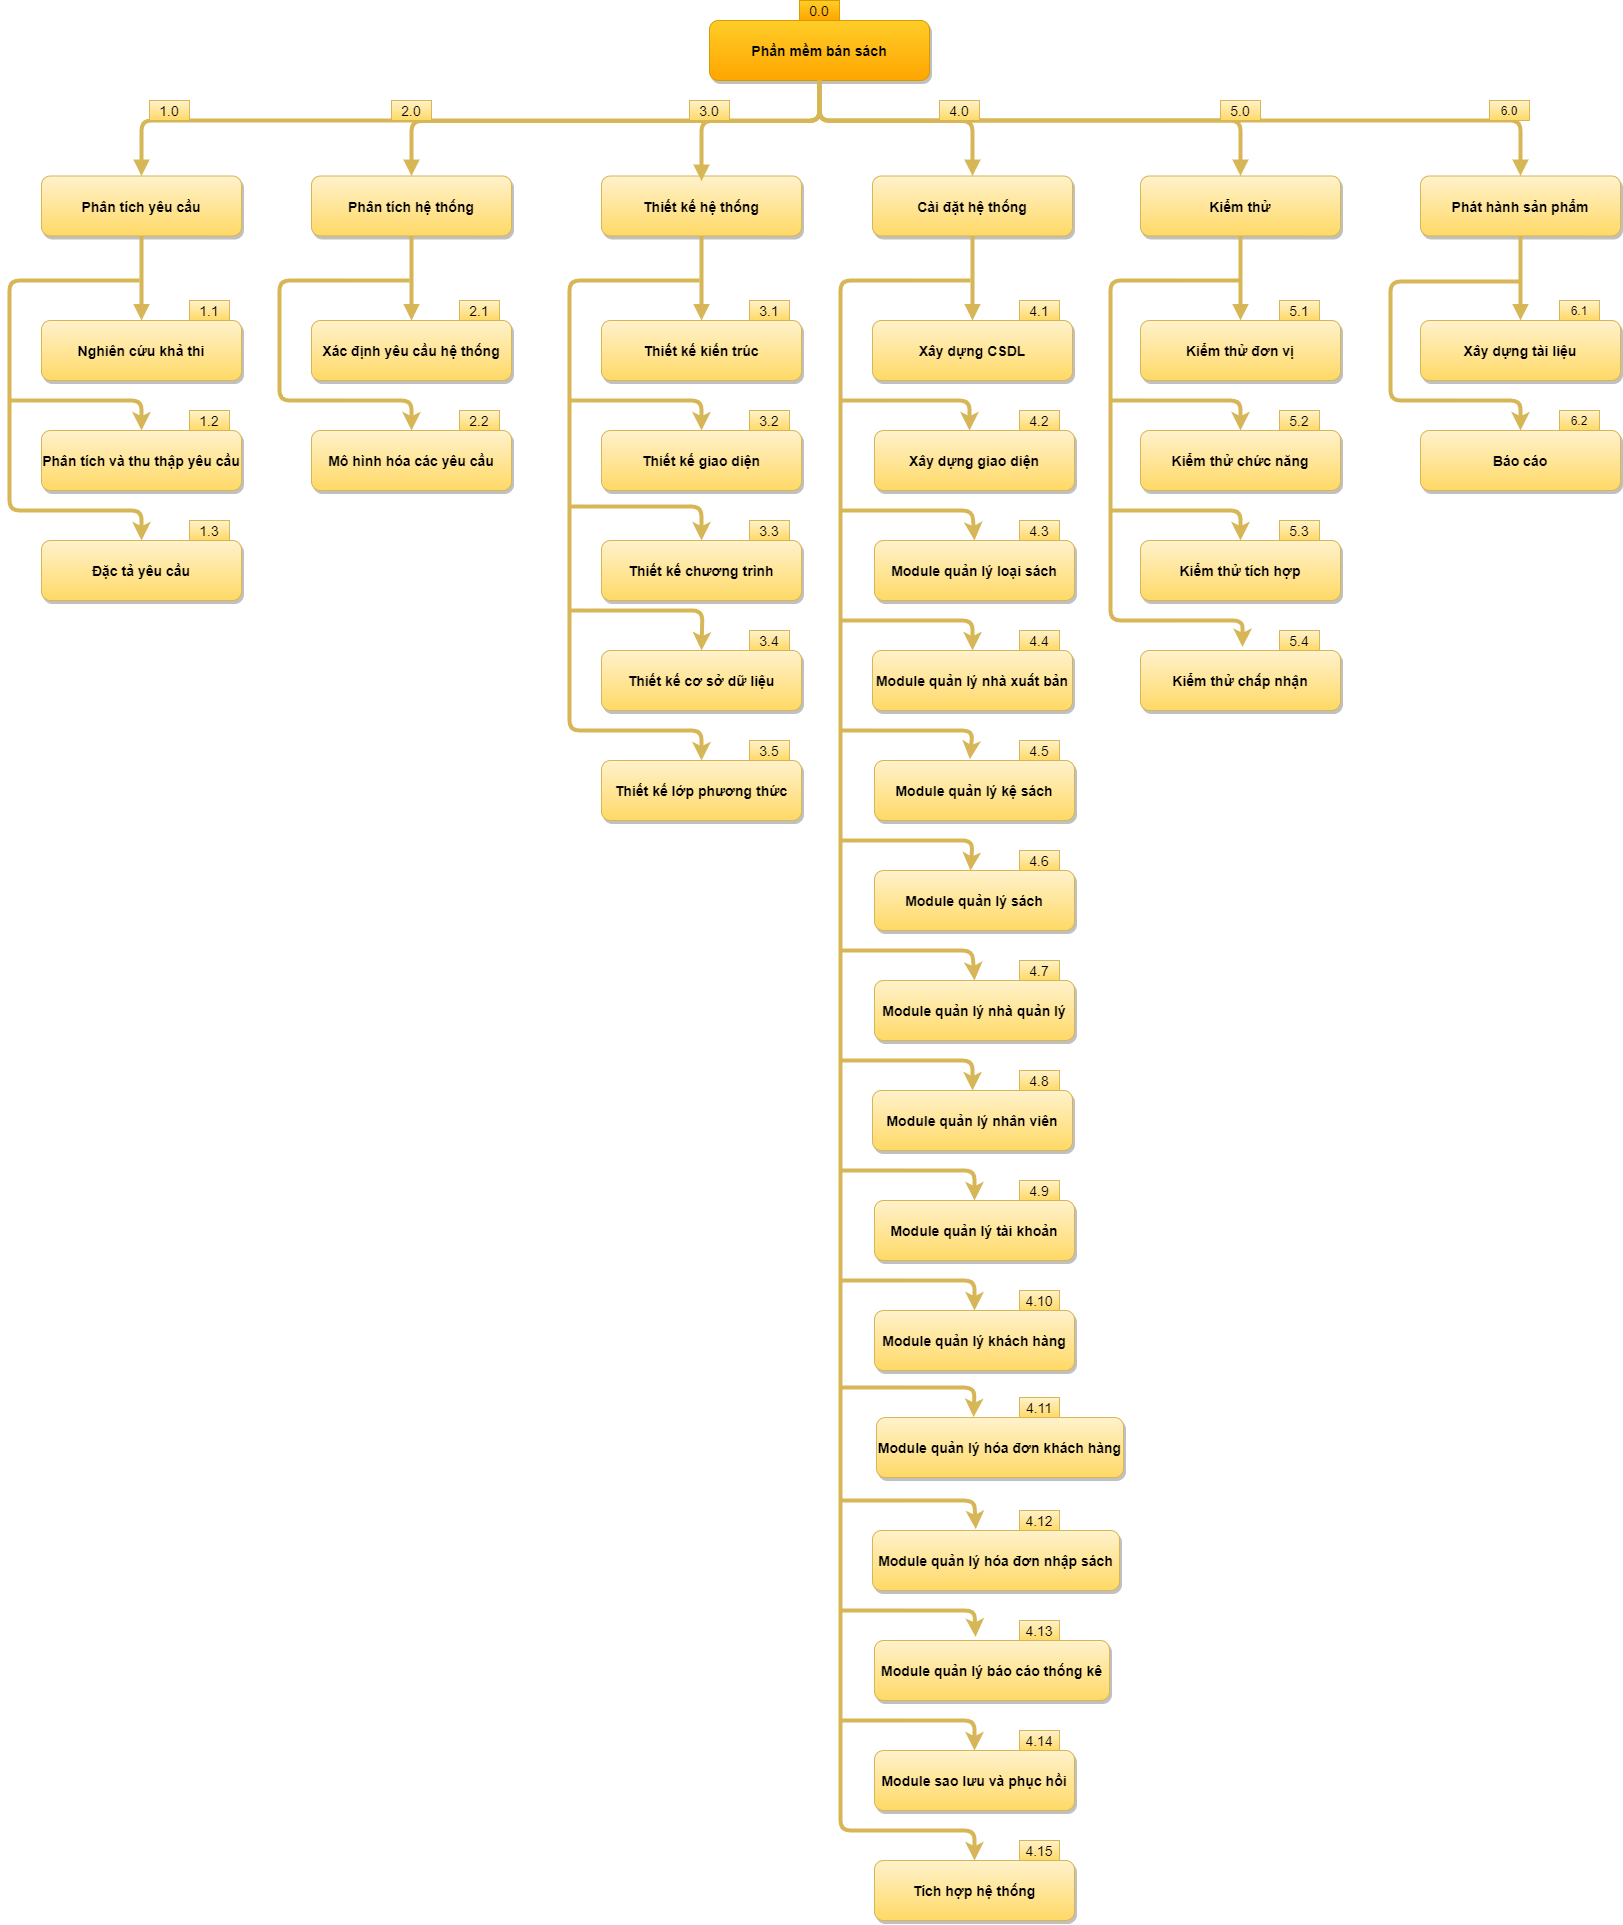 0.0
Phần mềm bán sách
1.0
2.0
3.0
4.0
5.0
6.0
Phân tích yêu cầu
Phân tích hệ thống
Thiết kế hệ thống
Cài đặt hệ thống
Kiểm thử
Phát hành sản phẩm
1.1
Nghiên cứu khả thi
1.2
Phân tích và thu thập yêu cầu
1.3
Đặc tả yêu cầu
2.1
Xác định yêu cầu hệ thống
2.2
Mô hình hóa các yêu cầu
3.1
Thiết kế kiến trúc
3.2
Thiết kế giao diện
3.3
Thiết kế chương trình
3.4
Thiết kế cơ sở dữ liệu
3.5
Thiết kế lớp phương thức
4.1
Xây dựng CSDL
4.2
Xây dựng giao diện
4.3
Module quản lý loại sách
4.4
Module quản lý nhà xuất bản
4.5
Module quản lý kệ sách
4.6
Module quản lý sách
4.7
Module quản lý nhà quản lý
4.8
Module quản lý nhân viên
4.9
Module quản lý tài khoản
4.10
Module quản lý khách hàng
4.11
Module quản lý hóa đơn khách hàng
4.12
Module quản lý hóa đơn nhập sách
4.13
Module quản lý báo cáo thống kê
4.14
Module sao lưu và phục hồi
4.15
Tích hợp hệ thống
5.1
Kiểm thử đơn vị
5.2
Kiểm thử chức năng
5.3
Kiểm thử tích hợp
5.4
Kiểm thử chấp nhận
6.1
Xây dựng tài liệu
6.2
Báo cáo